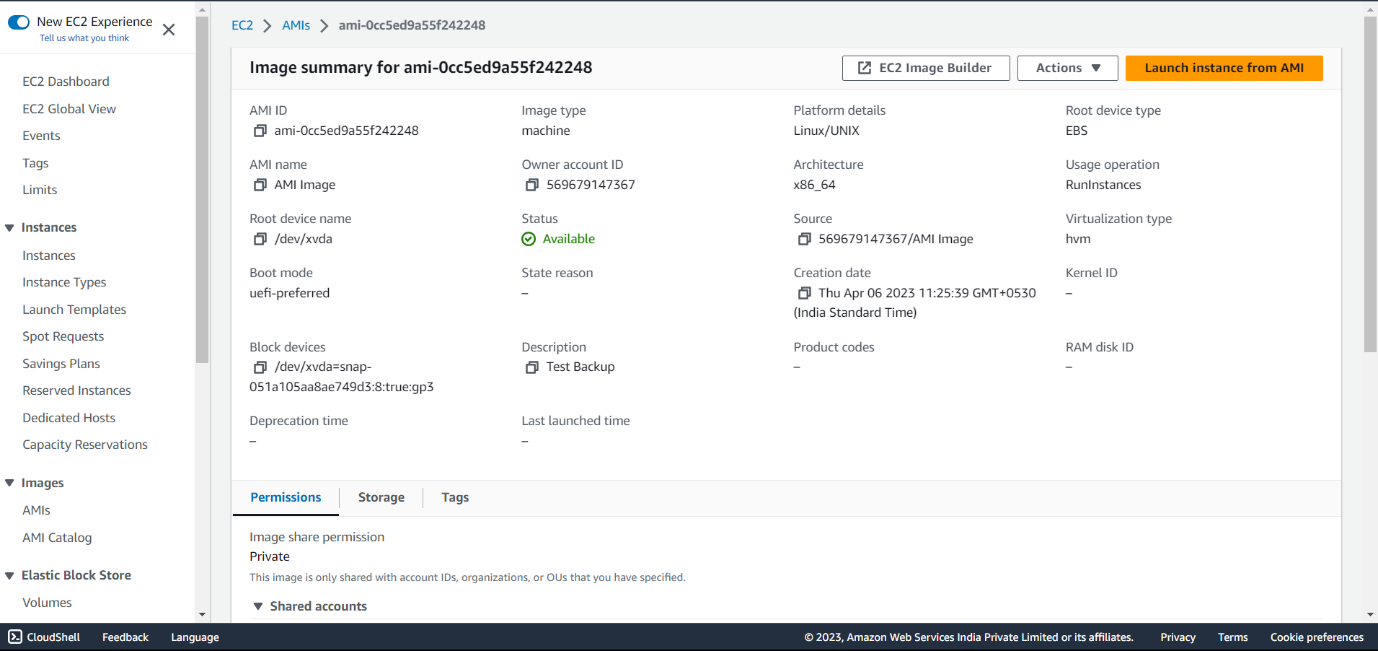 New EC2 Experience
Tell us what you think
EC2 Dashboard
EC2 Global View
Events
Tags
Limits
Instances
Instances
Instance Types
Launch Templates
Spot Requests
Savings Plans
Reserved Instances
Dedicated Hosts
Capacity Reservations
Images
AMIs
AMI Catalog
Elastic Block Store
Volumes
EC2 AMIs ami-0cc5ed9a55f242248
Image summary for ami-0cc5ed9a55f242248
EC2 Image Builder
Actions
Launch instance from AMI
AMI ID
ami-0cc5ed9a55f242248
Image type
machine
Platform details
Linux/UNIX
Root device type
EBS
AMI name
AMI Image
Owner account ID
569679147367
Architecture
x86_64
Usage operation
RunInstances
Root device name
/dev/xvda
Status
Available
Source
569679147367/AMI Image
Virtualization type
hvm
Boot mode
uefi-preferred
State reason
–
Creation date
Thu Apr 06 2023 11:25:39 GMT+0530
(India Standard Time)
Kernel ID
–
Block devices
/dev/xvda=snap-
051a105aa8ae749d3:8:true:gp3
Description
Test Backup
Product codes
–
RAM disk ID
–
Deprecation time
–
Last launched time
–
Permissions
Storage
Tags
Image share permission
Private
This image is only shared with account IDs, organizations, or OUs that you have specified.
Shared accounts
CloudShell
Feedback
Language
© 2023, Amazon Web Services India Private Limited or its affiliates.
Privacy
Terms
Cookie preferences